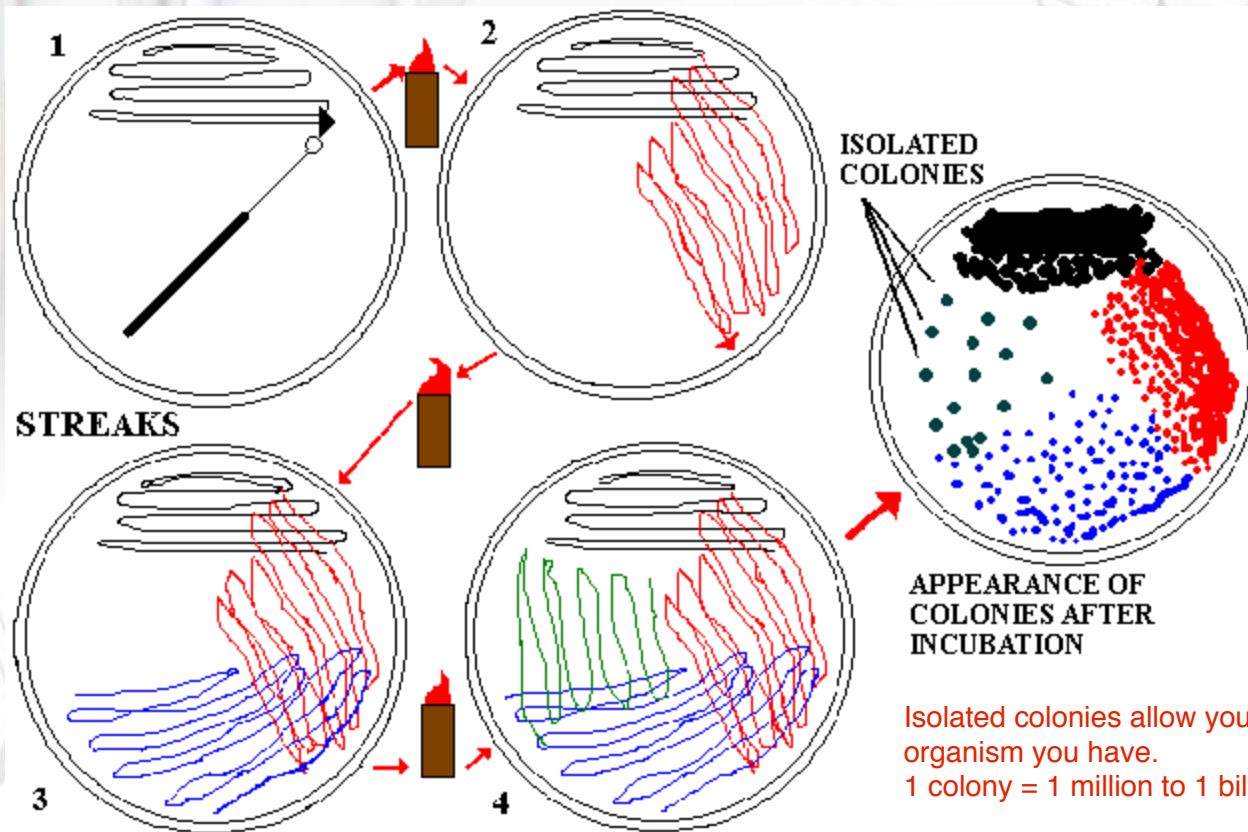 1
2
ISOLATED
COLONIES
STREAKS
APPEARANCE OF
COLONIES AFTER
INCUBATION
3
4
Isolated colonies allow you
organism you have.
1 colony = 1 million to 1 bil